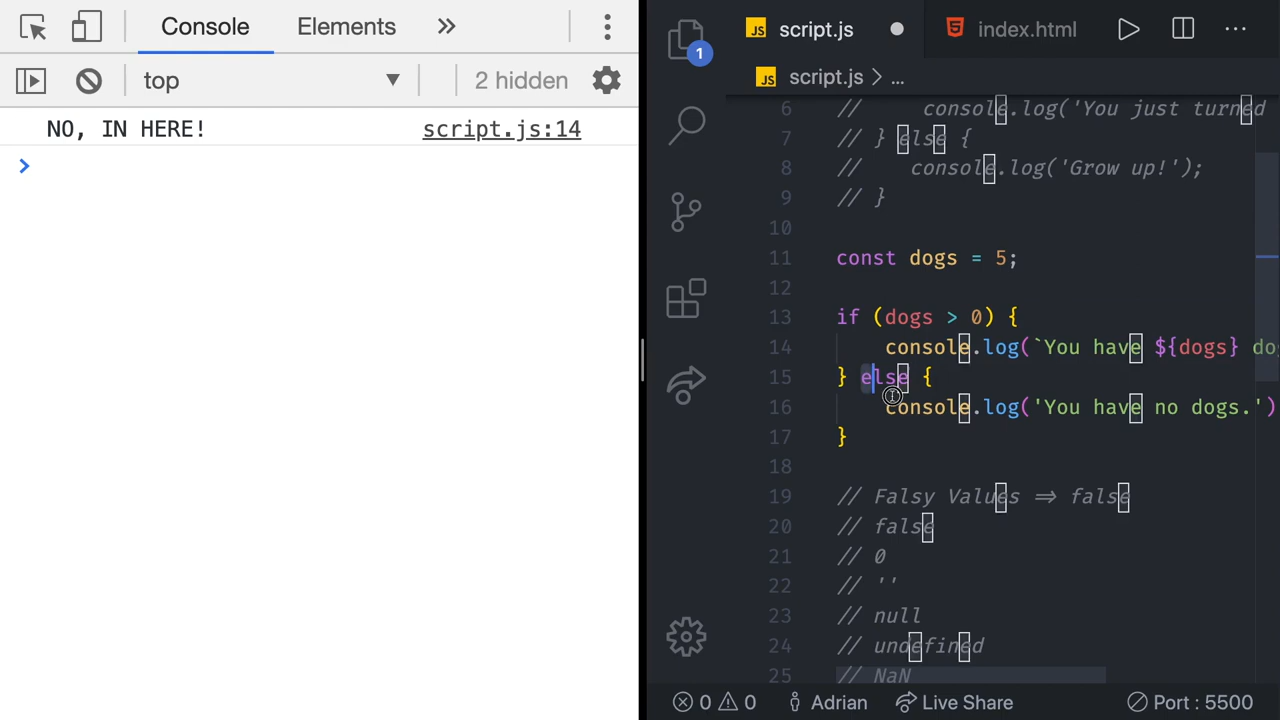 Console Elements
top 2 hidden
NO, IN HERE! script.js:14
>
1
JS script.js index.html
JS script.js > ...
6 // console.log('You just turned
7 // } else {
8 // console.log('Grow up!');
9 // }
10
11 const dogs = 5;
12
13 if (dogs > 0) {
14 console.log(`You have ${dogs} do
15 } else {
16 console.log('You have no dogs.')
17 }
18
19 // Falsy Values => false
20 // false
21 // 0
22 // ''
23 // null
24 // undefined
25 // NaN
0 0 Adrian Live Share Port : 5500